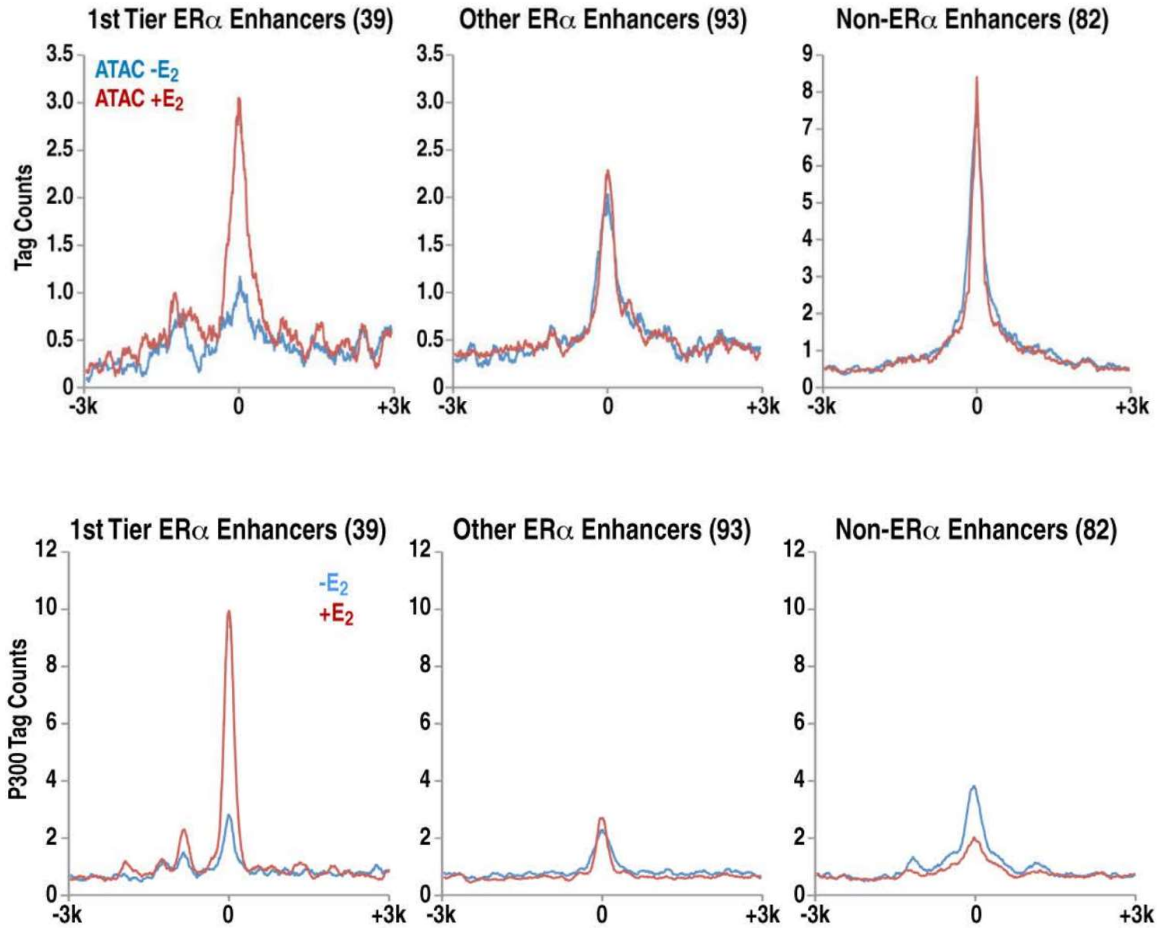 1st Tier ERα Enhancers (39)
Other ERα Enhancers (93)
Non-ERα Enhancers (82)
ATAC -E₂
ATAC +E₂
Tag Counts
3.5
3.0
2.5
2.0
1.5
1.0
0.5
0
-3k
0
+3k
3.5
3.0
2.5
2.0
1.5
1.0
0.5
0
-3k
0
+3k
9
8
7
6
5
4
3
2
1
0
-3k
0
+3k
1st Tier ERα Enhancers (39)
Other ERα Enhancers (93)
Non-ERα Enhancers (82)
-E₂
+E₂
P300 Tag Counts
12
10
8
6
4
2
0
-3k
0
+3k
12
10
8
6
4
2
0
-3k
0
+3k
12
10
8
6
4
2
0
-3k
0
+3k